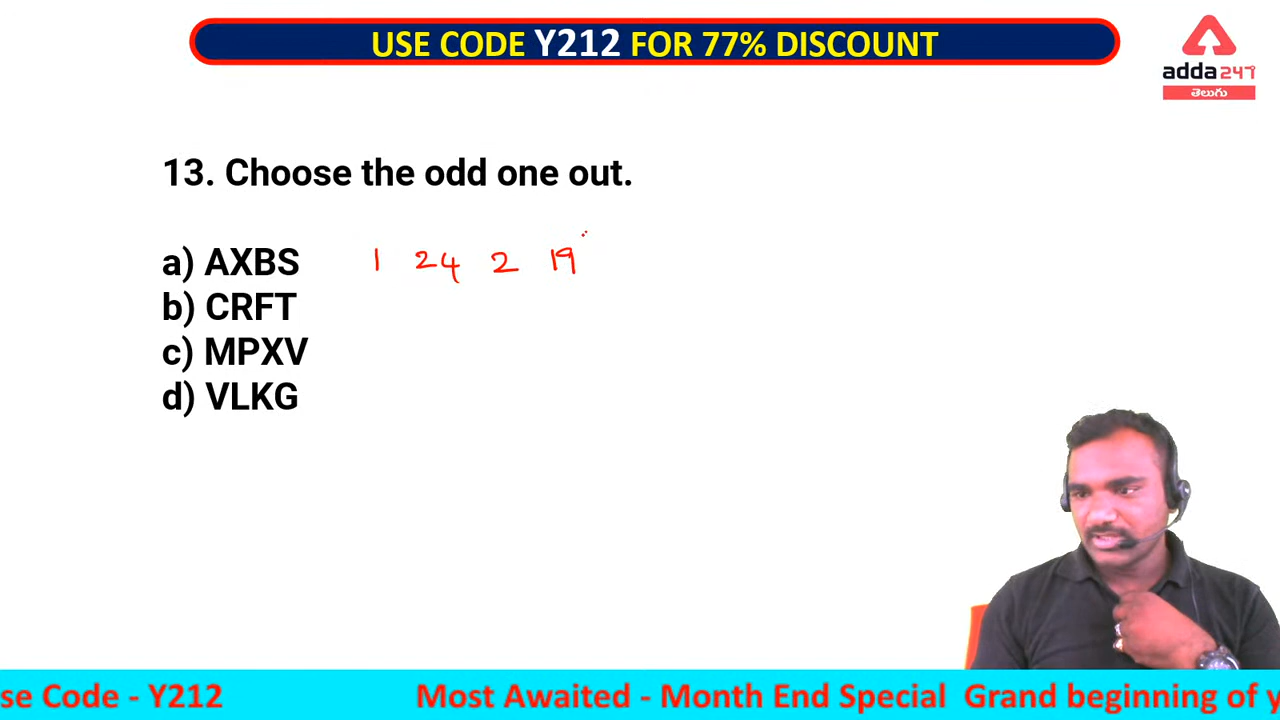 USE CODE Y212 FOR 77% DISCOUNT
adda247
తెలుగు
13. Choose the odd one out.
a) AXBS 1 24 2 19
b) CRFT
c) MPXV
d) VLKG
se Code - Y212 Most Awaited - Month End Special Grand beginning of y